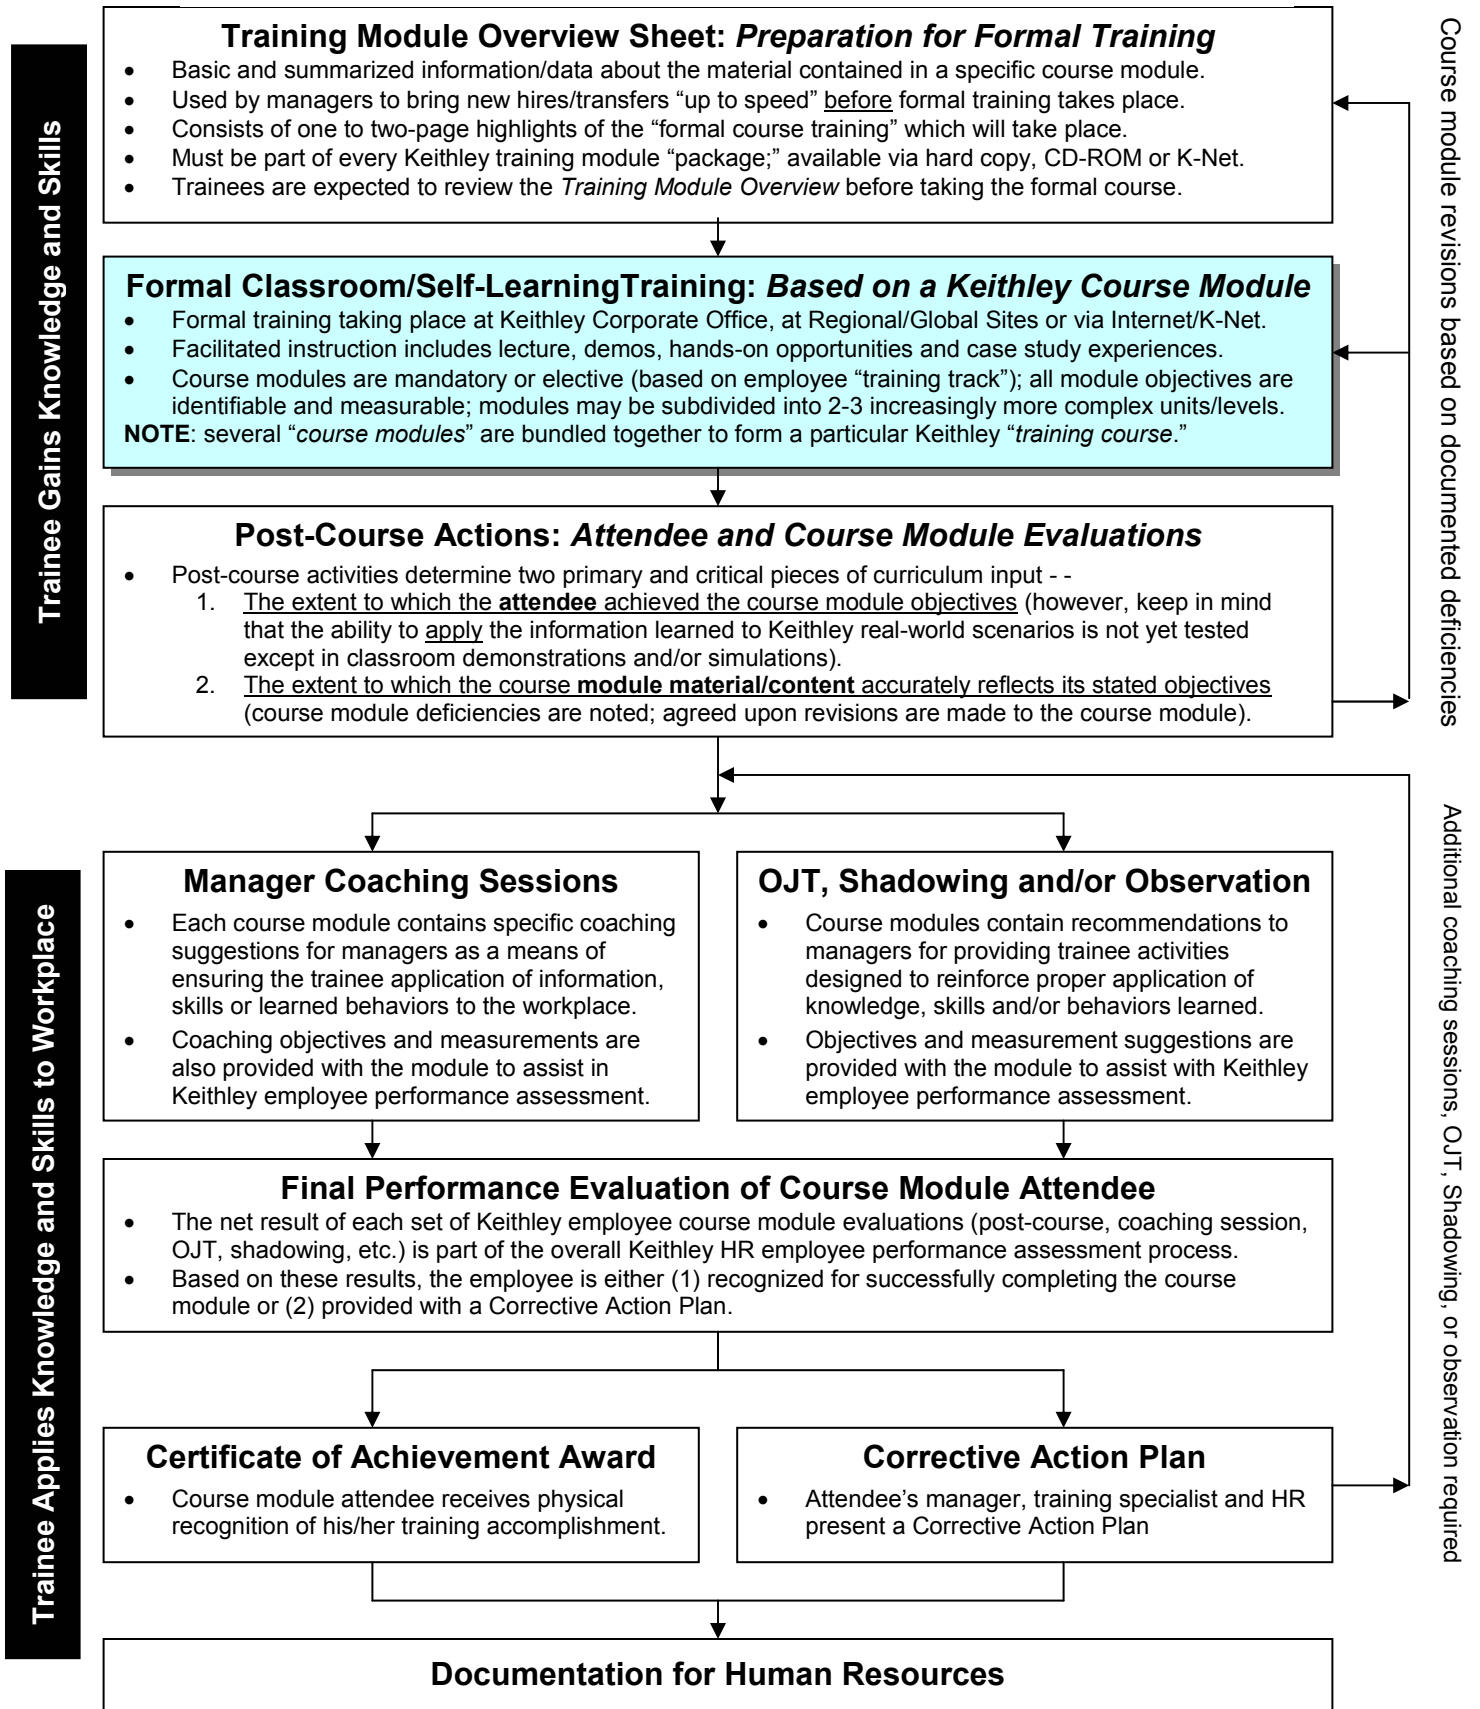 Training Module Overview Sheet: Preparation for Formal Training
• Basic and summarized information/data about the material contained in a specific course module.
• Used by managers to bring new hires/transfers “up to speed” before formal training takes place.
• Consists of one to two-page highlights of the “formal course training” which will take place.
• Must be part of every Keithley training module “package;” available via hard copy, CD-ROM or K-Net.
• Trainees are expected to review the Training Module Overview before taking the formal course.
Formal Classroom/Self-LearningTraining: Based on a Keithley Course Module
• Formal training taking place at Keithley Corporate Office, at Regional/Global Sites or via Internet/K-Net.
• Facilitated instruction includes lecture, demos, hands-on opportunities and case study experiences.
• Course modules are mandatory or elective (based on employee “training track”); all module objectives are
identifiable and measurable; modules may be subdivided into 2-3 increasingly more complex units/levels.
NOTE: several “course modules” are bundled together to form a particular Keithley “training course.”
Post-Course Actions: Attendee and Course Module Evaluations
• Post-course activities determine two primary and critical pieces of curriculum input - -
1. The extent to which the attendee achieved the course module objectives (however, keep in mind
that the ability to apply the information learned to Keithley real-world scenarios is not yet tested
except in classroom demonstrations and/or simulations).
2. The extent to which the course module material/content accurately reflects its stated objectives
(course module deficiencies are noted; agreed upon revisions are made to the course module).
Trainee Gains Knowledge and Skills
Course module revisions based on documented deficiencies
Manager Coaching Sessions
• Each course module contains specific coaching
suggestions for managers as a means of
ensuring the trainee application of information,
skills or learned behaviors to the workplace.
• Coaching objectives and measurements are
also provided with the module to assist in
Keithley employee performance assessment.
OJT, Shadowing and/or Observation
• Course modules contain recommendations to
managers for providing trainee activities
designed to reinforce proper application of
knowledge, skills and/or behaviors learned.
• Objectives and measurement suggestions are
provided with the module to assist with Keithley
employee performance assessment.
Final Performance Evaluation of Course Module Attendee
• The net result of each set of Keithley employee course module evaluations (post-course, coaching session,
OJT, shadowing, etc.) is part of the overall Keithley HR employee performance assessment process.
• Based on these results, the employee is either (1) recognized for successfully completing the course
module or (2) provided with a Corrective Action Plan.
Certificate of Achievement Award
• Course module attendee receives physical
recognition of his/her training accomplishment.
Corrective Action Plan
• Attendee’s manager, training specialist and HR
present a Corrective Action Plan
Trainee Applies Knowledge and Skills to Workplace
Additional coaching sessions, OJT, Shadowing, or observation required
Documentation for Human Resources